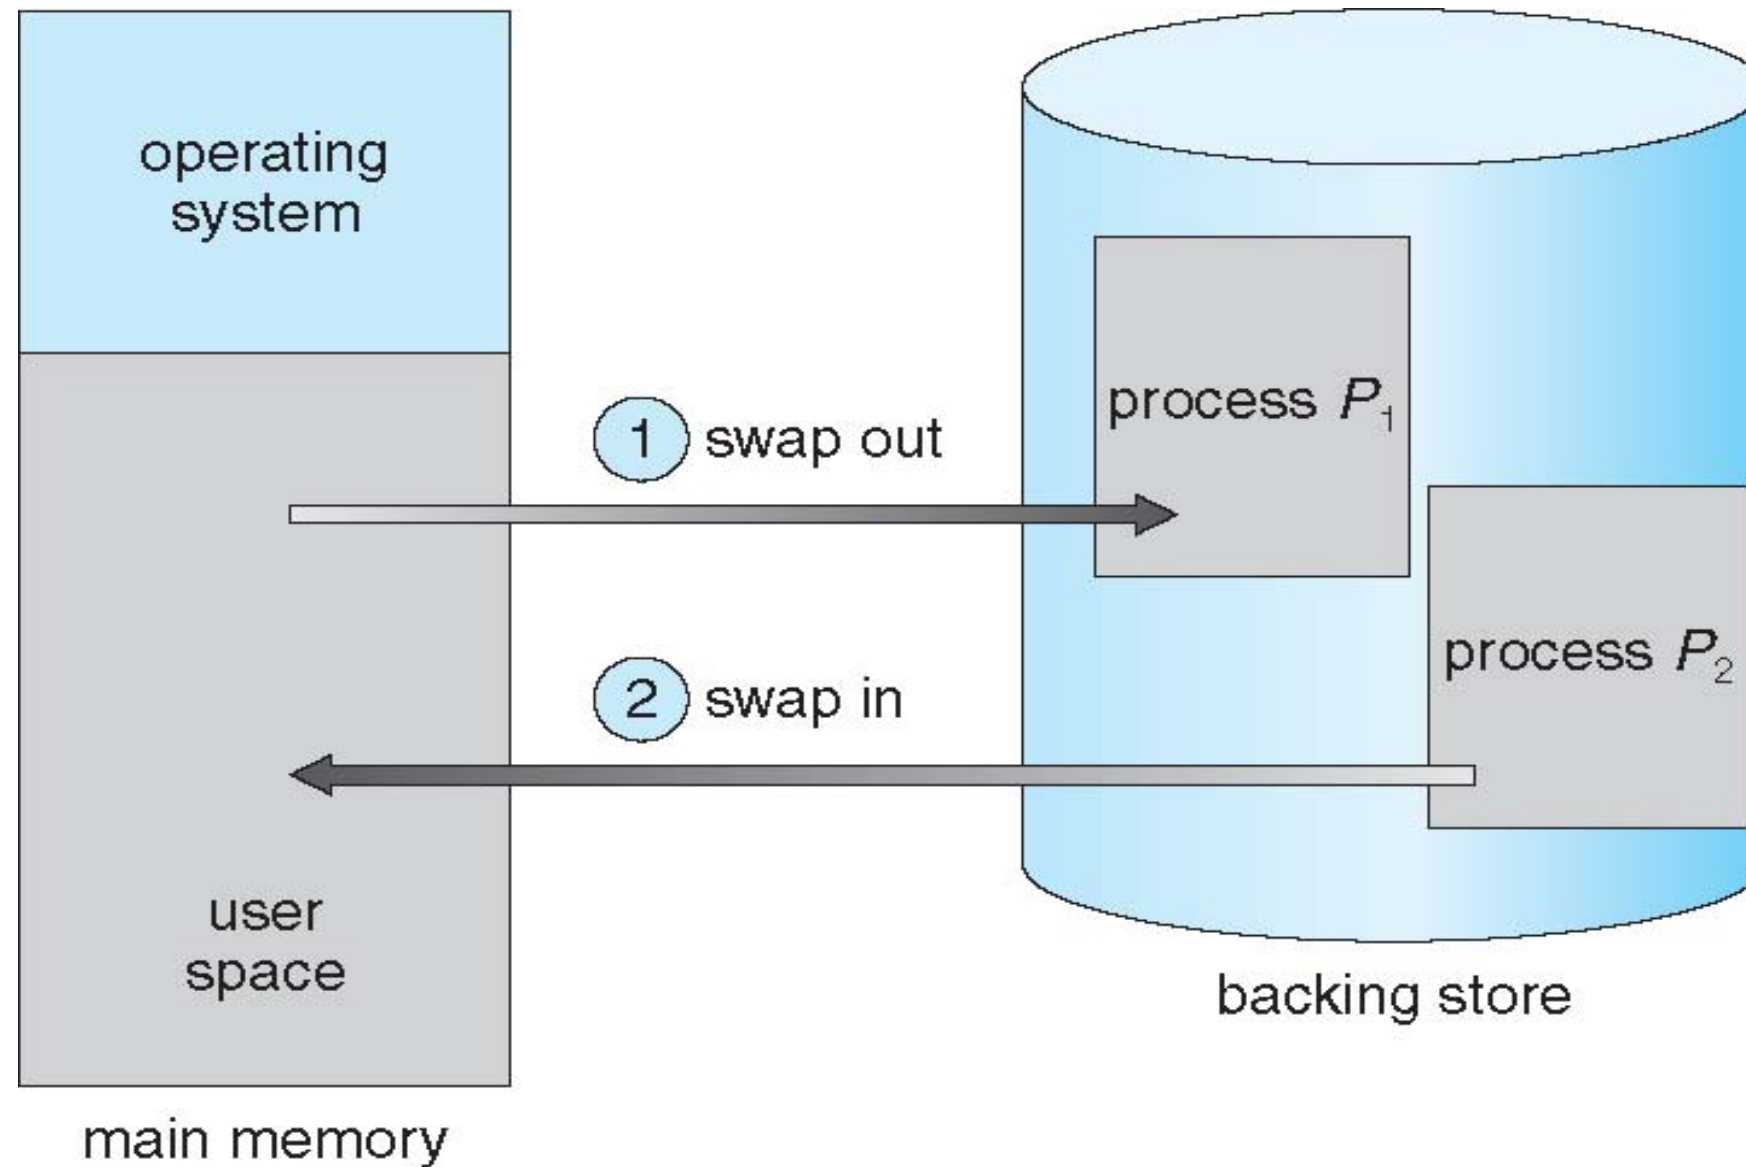 operating
system
1 swap out
process P₁
process P₂
2 swap in
user
space
backing store
main memory